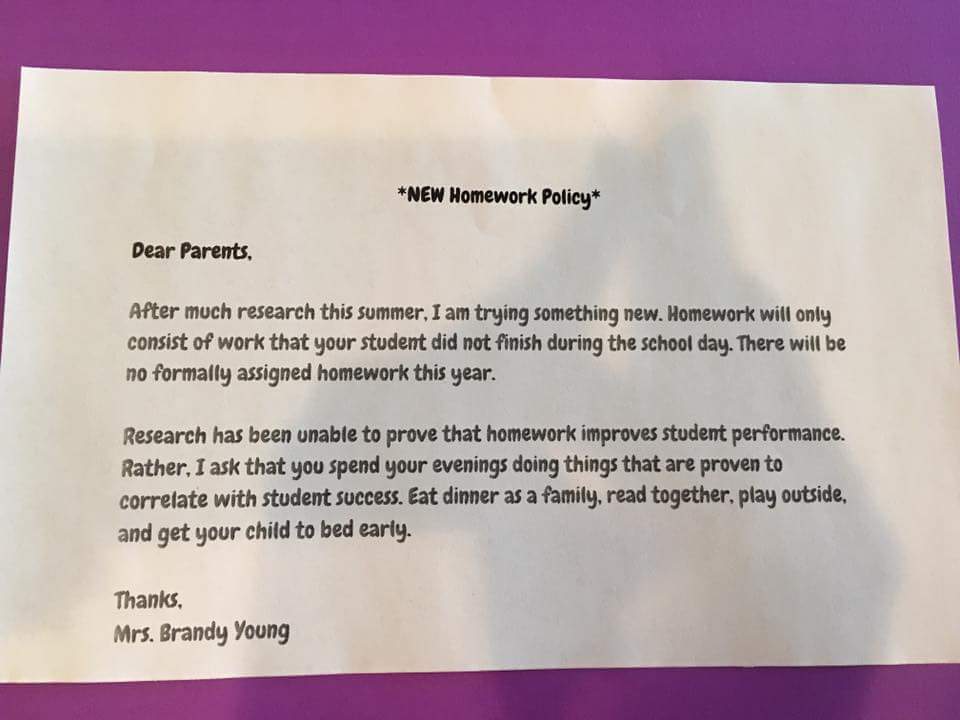 *NEW Homework Policy*
Dear Parents,
After much research this summer, I am trying something new. Homework will only
consist of work that your student did not finish during the school day. There will be
no formally assigned homework this year.
Research has been unable to prove that homework improves student performance.
Rather, I ask that you spend your evenings doing things that are proven to
correlate with student success. Eat dinner as a family, read together, play outside,
and get your child to bed early.
Thanks,
Mrs. Brandy Young